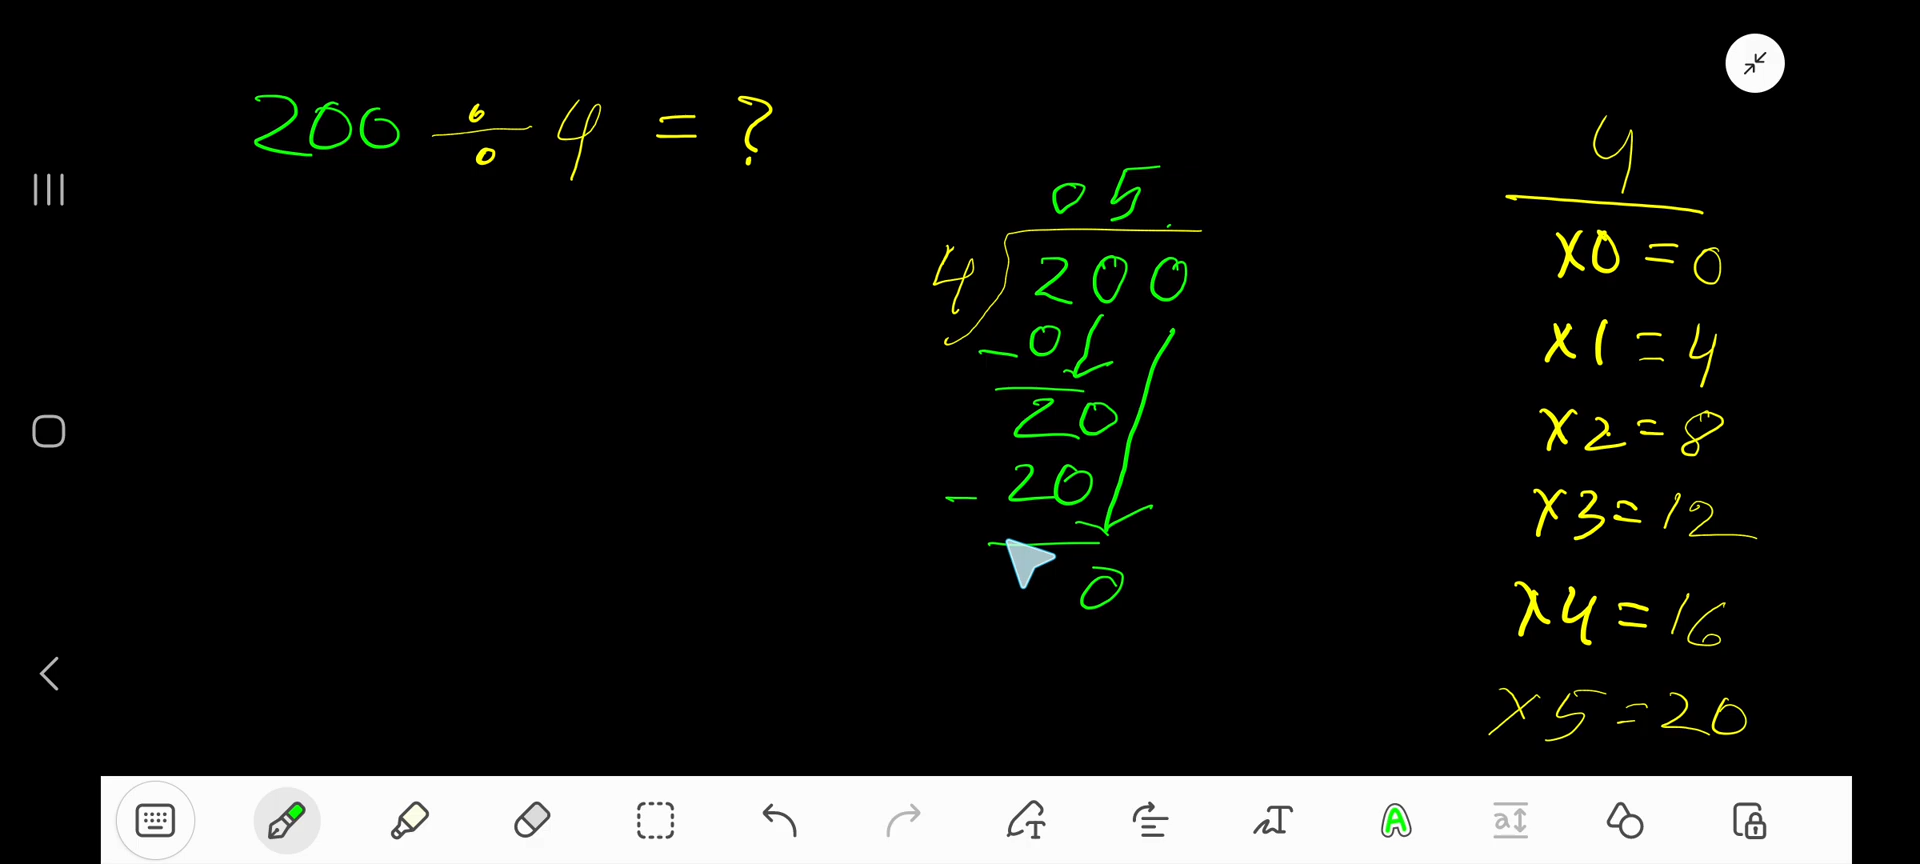 200 ÷ 4 = ?
05
4 200
- 0
20
- 20
0
4
x0 = 0
x1 = 4
x2 = 8
x3 = 12
x4 = 16
x5 = 20